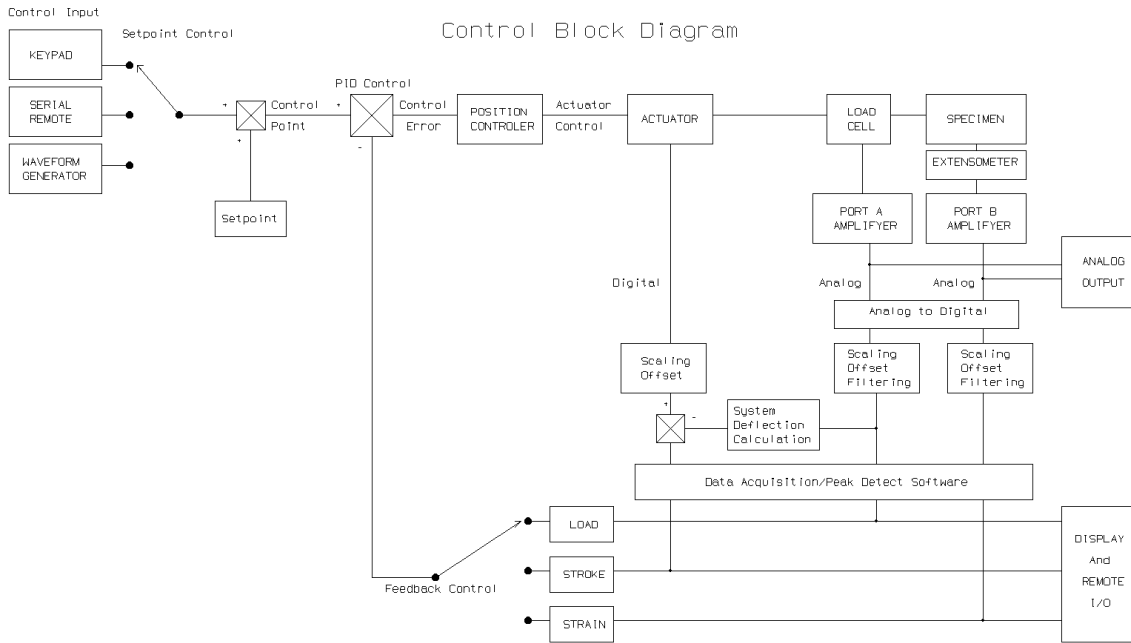 Control Block Diagram
Control Input
Setpoint Control
KEYPAD
SERIAL
REMOTE
WAVEFORM
GENERATOR
+
+
Control
Point
Setpoint
PID Control
+
-
Control
Error
POSITION
CONTROLER
Actuator
Control
ACTUATOR
LOAD
CELL
SPECIMEN
EXTENSOMETER
PORT A
AMPLIFYER
PORT B
AMPLIFYER
ANALOG
OUTPUT
Digital
Analog
Analog
Analog to Digital
Scaling
Offset
Scaling
Offset
Filtering
Scaling
Offset
Filtering
+
-
System
Deflection
Calculation
Data Acquisition/Peak Detect Software
LOAD
STROKE
STRAIN
Feedback Control
DISPLAY
And
REMOTE
I/O